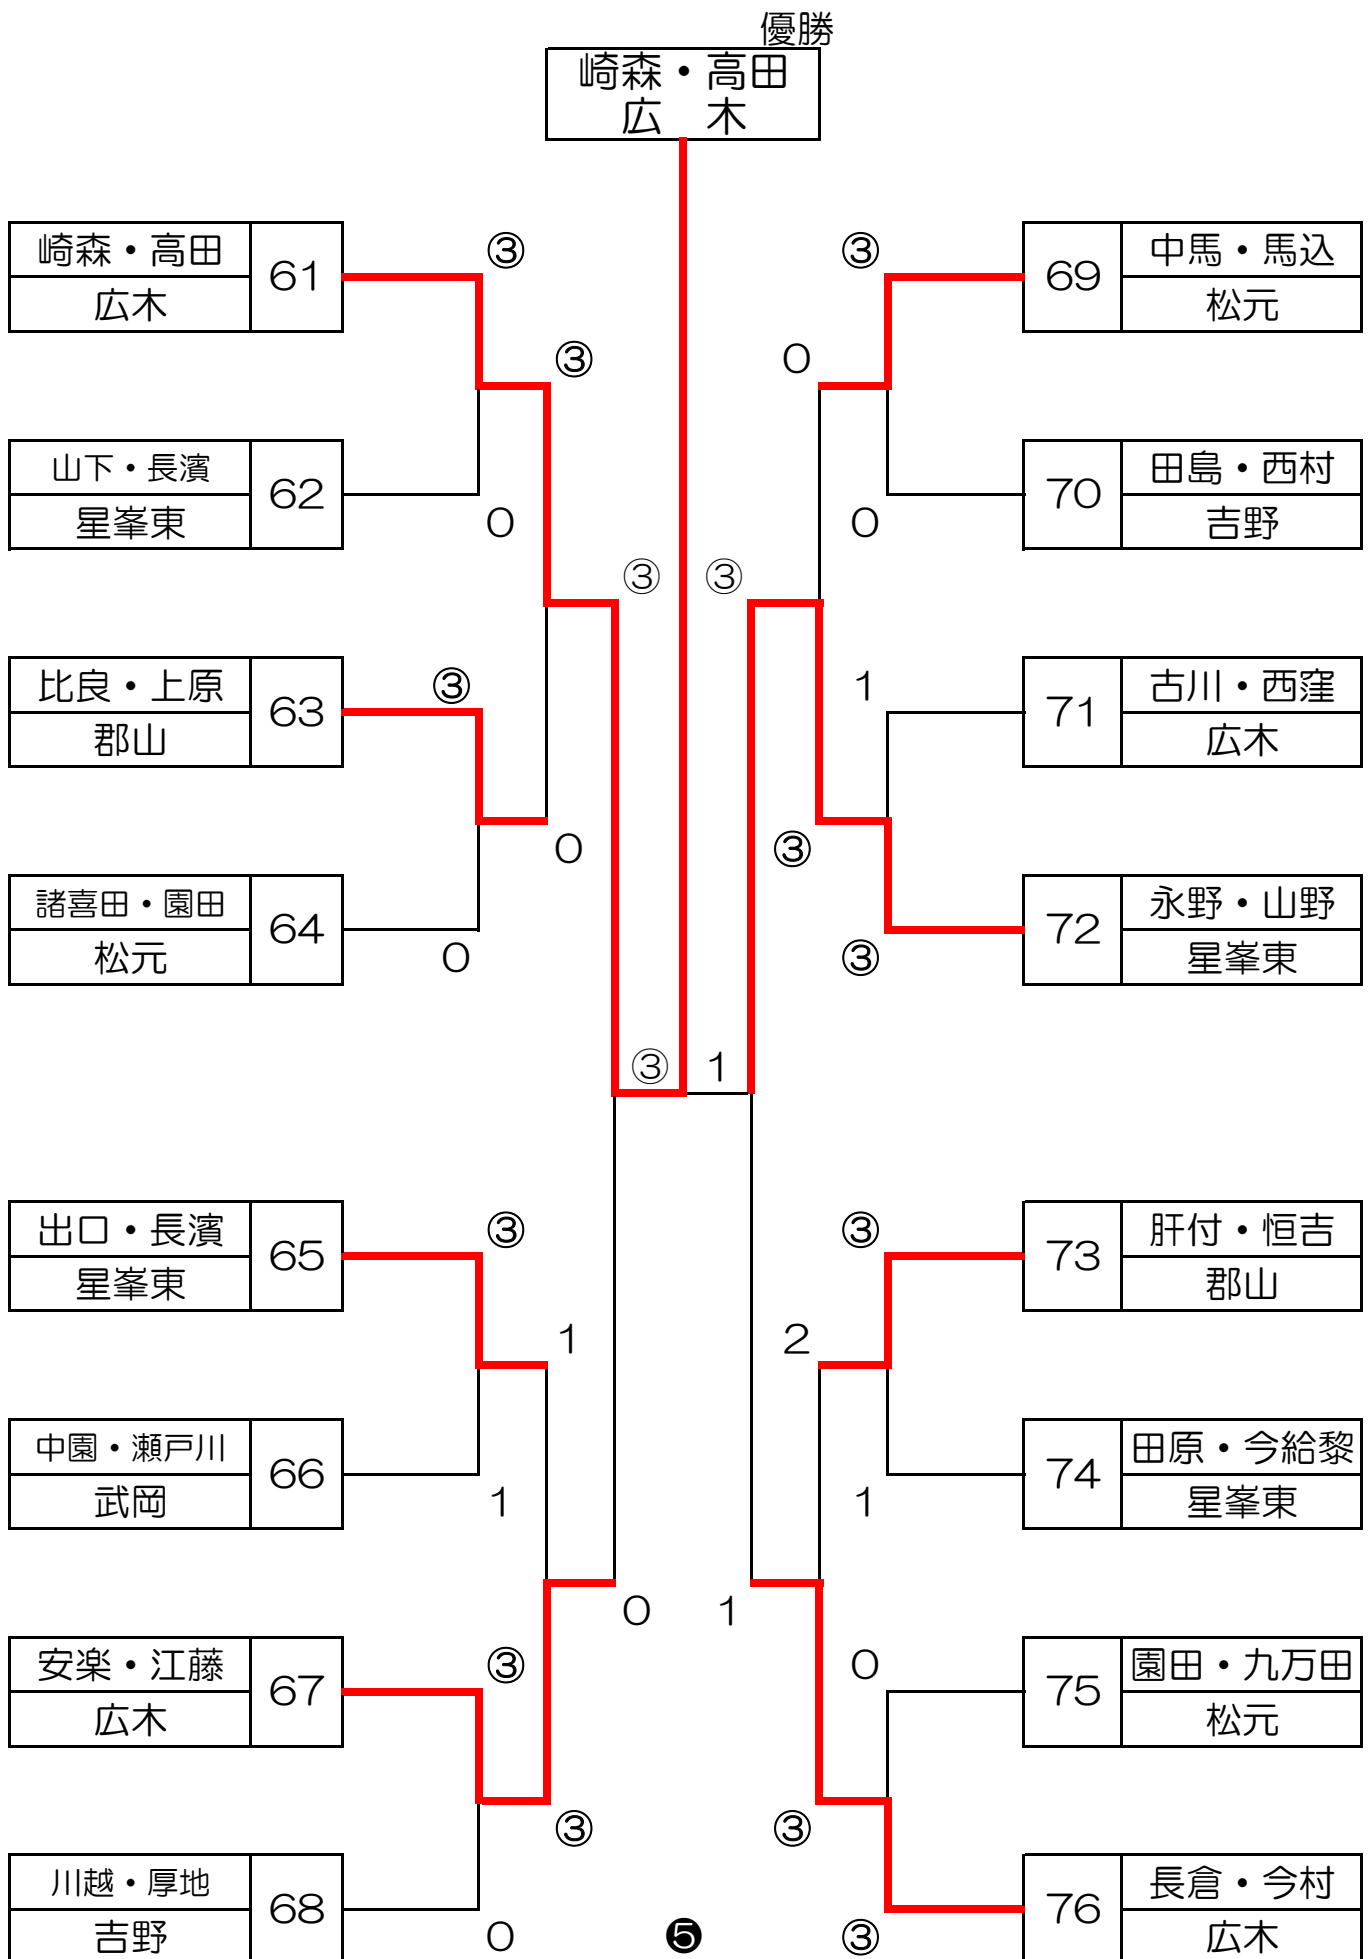 優勝
崎森・高田
広　木
崎森・高田
61
広木
③
③
69
中馬・馬込
松元
③
0
山下・長濱
62
星峯東
0
0
70
田島・西村
吉野
③
③
比良・上原
63
郡山
③
1
71
古川・西窪
広木
0
③
諸喜田・園田
64
松元
0
③
72
永野・山野
星峯東
③
1
出口・長濱
65
星峯東
③
③
73
肝付・恒吉
郡山
1
2
中園・瀬戸川
66
武岡
1
1
74
田原・今給黎
星峯東
0
1
安楽・江藤
67
広木
③
0
75
園田・九万田
松元
③
③
川越・厚地
68
吉野
0
❺
③
76
長倉・今村
広木